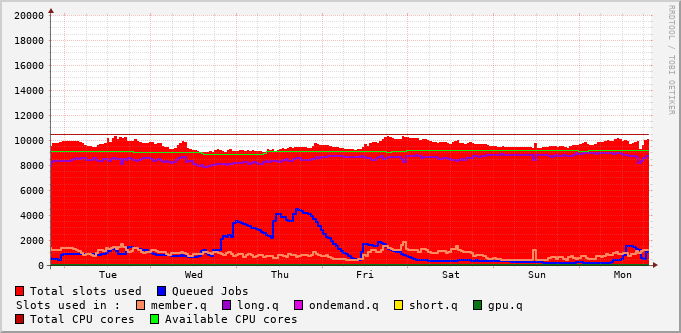 RRDTOOL / TOBI OETIKER
20000
18000
16000
14000
12000
10000
8000
6000
4000
2000
0
Tue Wed Thu Fri Sat Sun Mon
Total slots used Queued Jobs
Slots used in : member.q long.q ondemand.q short.q gpu.q
Total CPU cores Available CPU cores